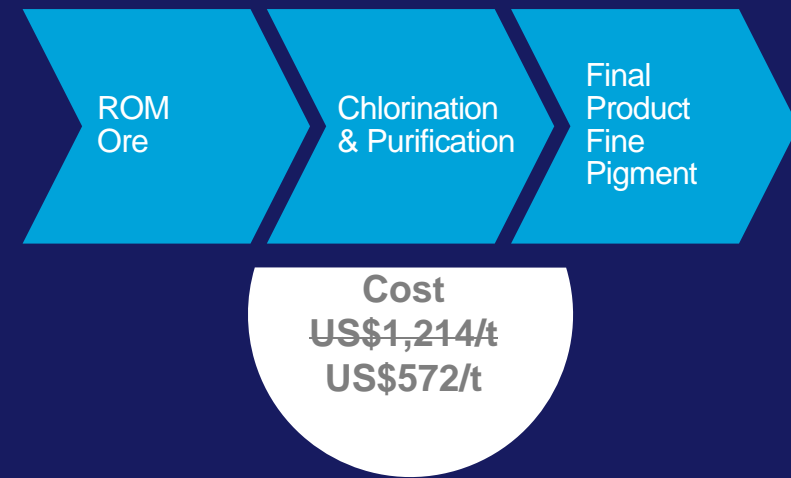 ROM
Ore
Chlorination
& Purification
Final
Product
Fine
Pigment
Cost
US$1,214/t
US$572/t